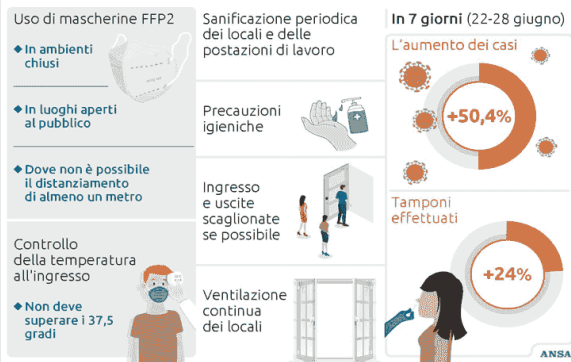 Uso di mascherine FFP2
In ambienti
chiusi
In luoghi aperti
al pubblico
Dove non è possibile
il distanziamento
di almeno un metro
Controllo
della temperatura
all'ingresso
Non deve
superare i 37,5
gradi
Sanificazione periodica
dei locali e delle
postazioni di lavoro
Precauzioni
igieniche
Ingresso
e uscite
scaglionate
se possibile
Ventilazione
continua
dei locali
In 7 giorni (22-28 giugno)
L'aumento dei casi
+50,4%
Tamponi
effettuati
+24%
ANSA